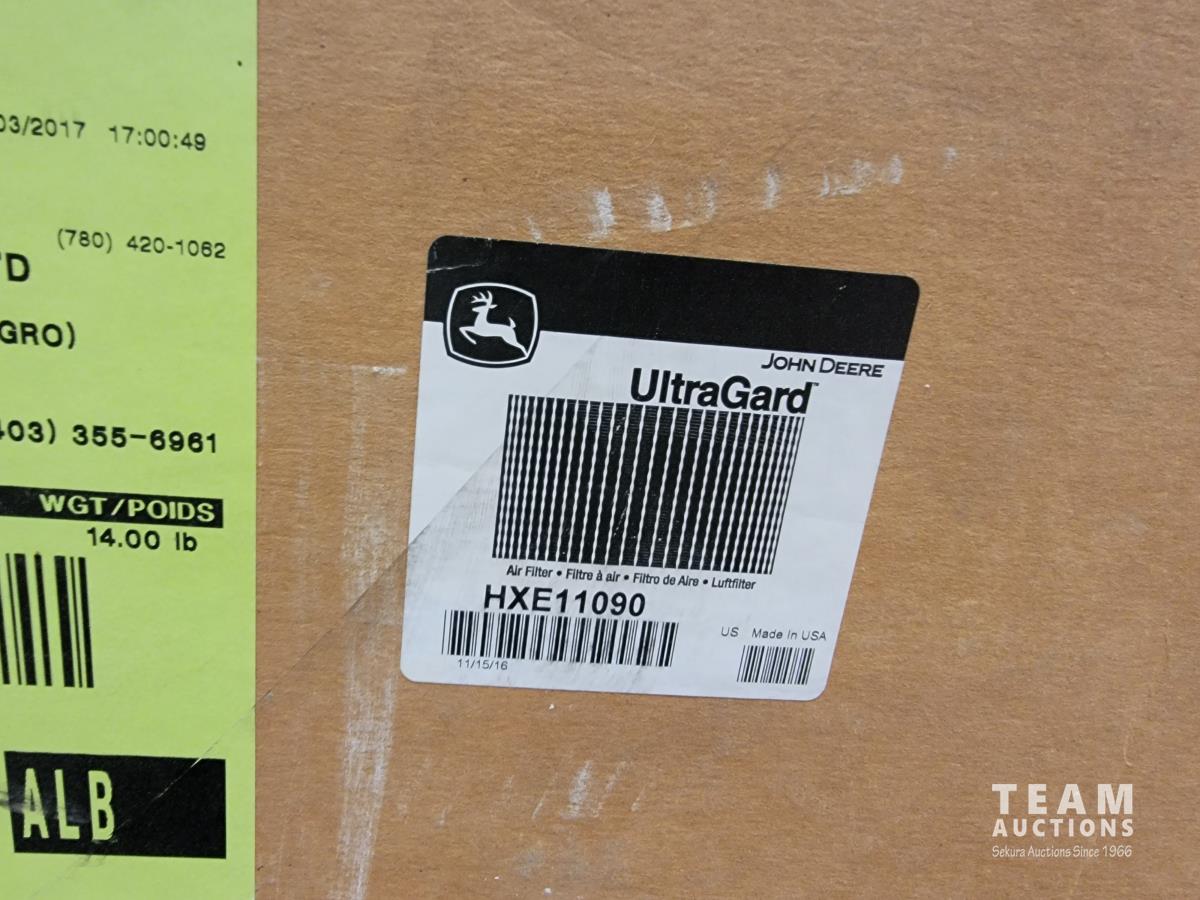 03/2017 17:00:49
(780) 420-1062
TD
GRO)
403) 355-6961
WGT/POIDS
14.00 lb
ALB
JOHN DEERE
UltraGard™
Air Filter • Filtre à air • Filtro de Aire • Luftfilter
HXE11090
US Made In USA
11/15/16
TEAM
AUCTIONS
Sekura Auctions Since 1966